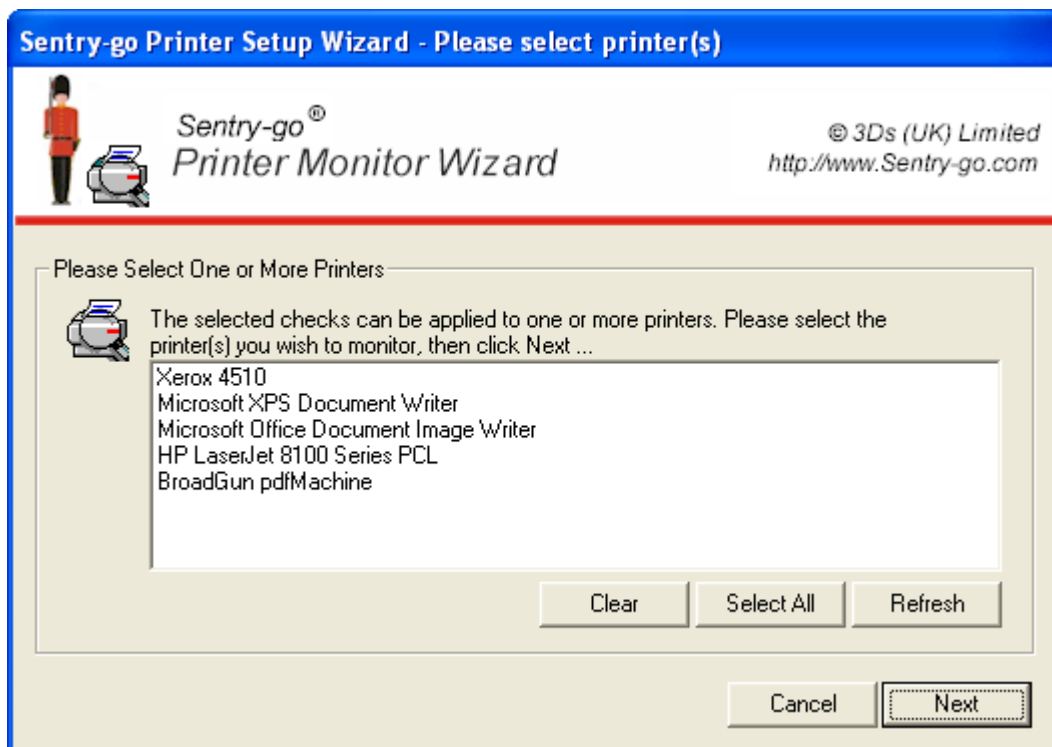 Sentry-go Printer Setup Wizard - Please select printer(s)
Sentry-go®
Printer Monitor Wizard
© 3Ds (UK) Limited
http://www.Sentry-go.com
Please Select One or More Printers
The selected checks can be applied to one or more printers. Please select the
printer(s) you wish to monitor, then click Next ...
Xerox 4510
Microsoft XPS Document Writer
Microsoft Office Document Image Writer
HP LaserJet 8100 Series PCL
BroadGun pdfMachine
Clear
Select All
Refresh
Cancel
Next